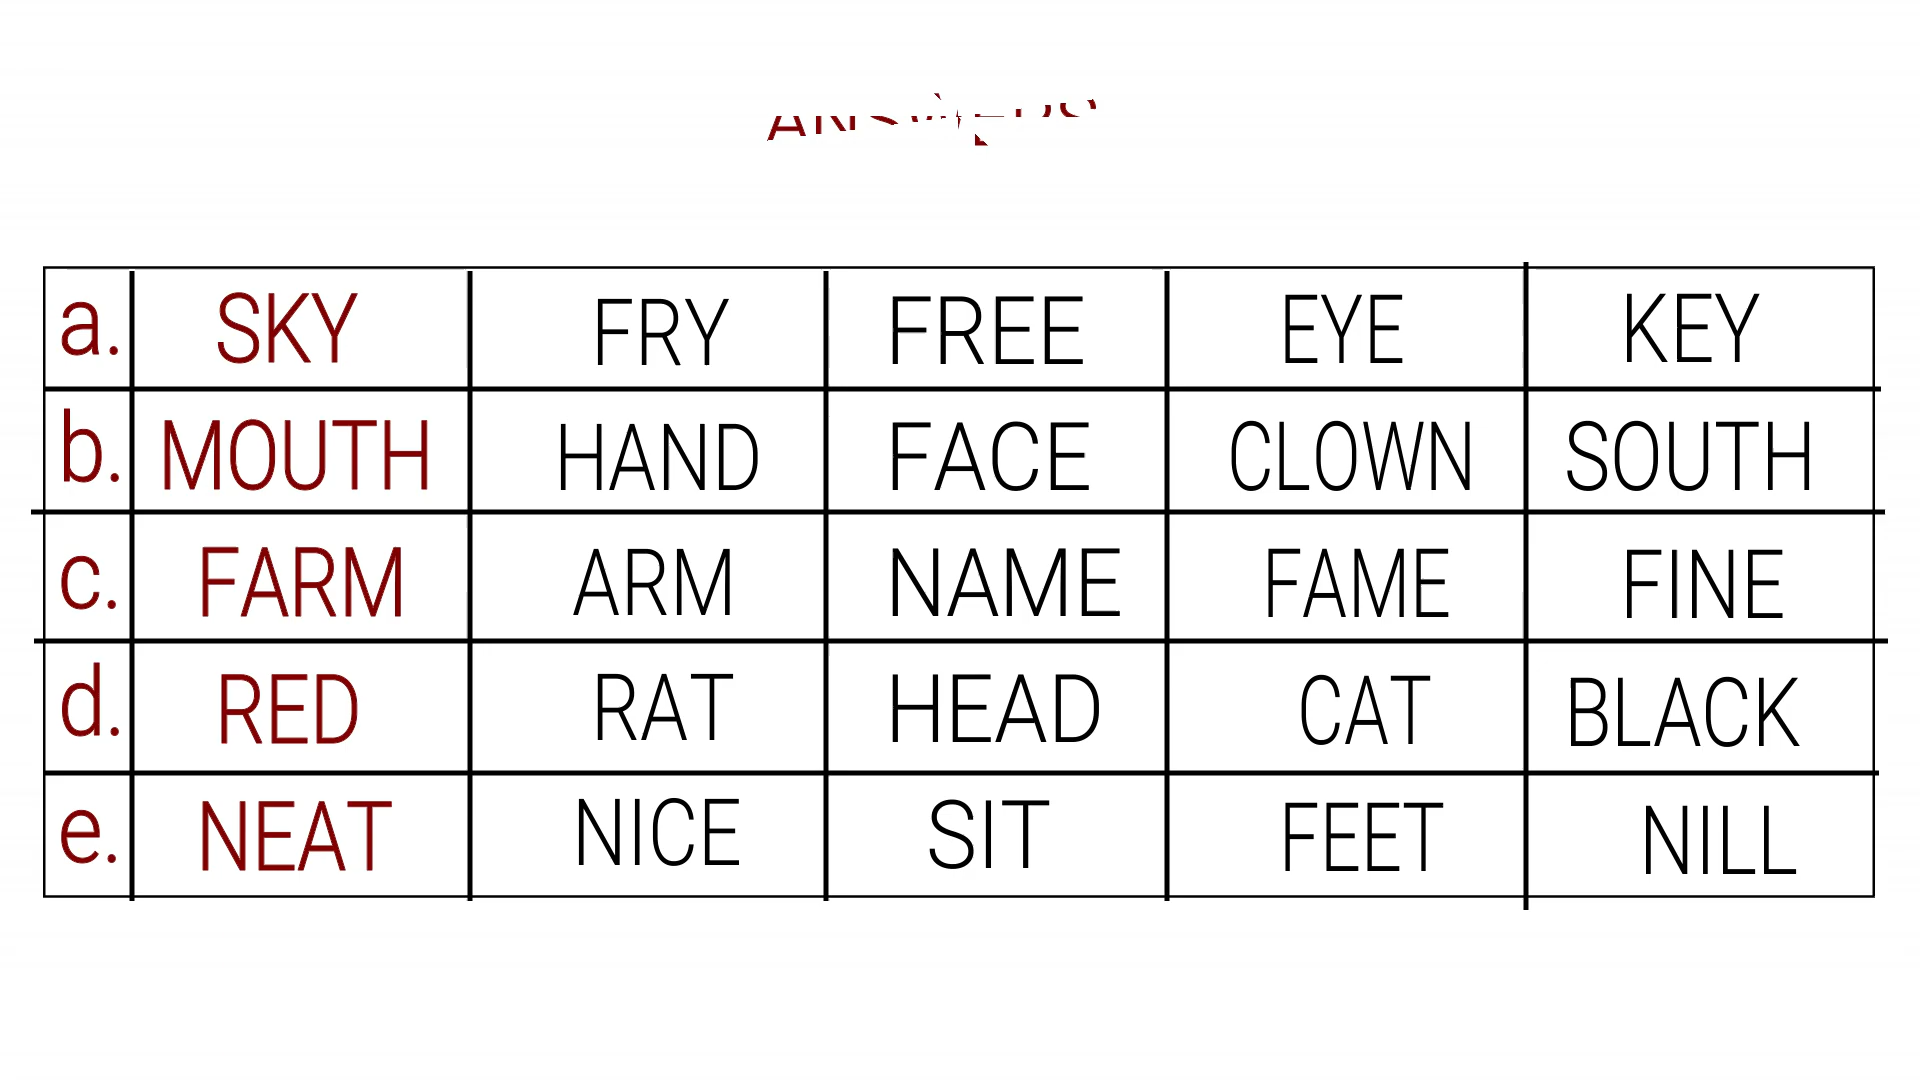 a. SKY FRY FREE EYE KEY
b. MOUTH HAND FACE CLOWN SOUTH
c. FARM ARM NAME FAME FINE
d. RED RAT HEAD CAT BLACK
e. NEAT NICE SIT FEET NILL